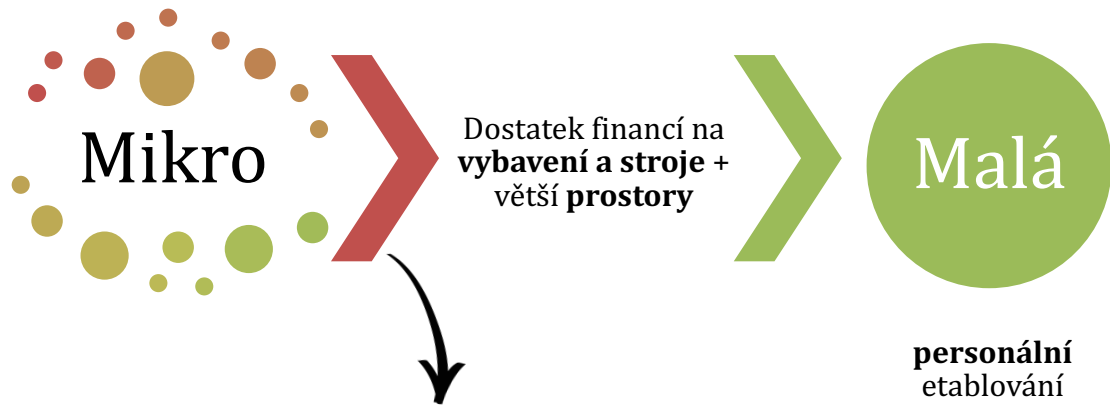 Mikro
Dostatek financí na
vybavení a stroje +
větší prostory
Malá
personální
etablování